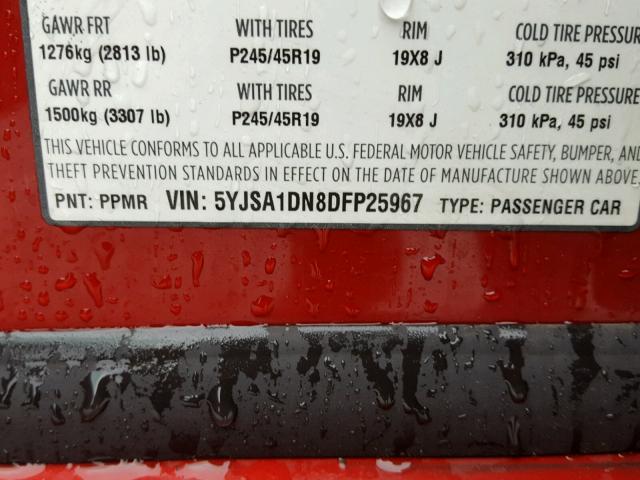 GAWR FRT WITH TIRES RIM COLD TIRE PRESSURE
1276kg (2813 lb) P245/45R19 19X8 J 310 kPa, 45 psi
GAWR RR WITH TIRES RIM COLD TIRE PRESSURE
1500kg (3307 lb) P245/45R19 19X8 J 310 kPa, 45 psi
THIS VEHICLE CONFORMS TO ALL APPLICABLE U.S. FEDERAL MOTOR VEHICLE SAFETY, BUMPER, AND
THEFT PREVENTION STANDARDS IN EFFECT ON THE DATE OF MANUFACTURE SHOWN ABOVE.
PNT: PPMR VIN: 5YJSA1DN8DFP25967 TYPE: PASSENGER CAR